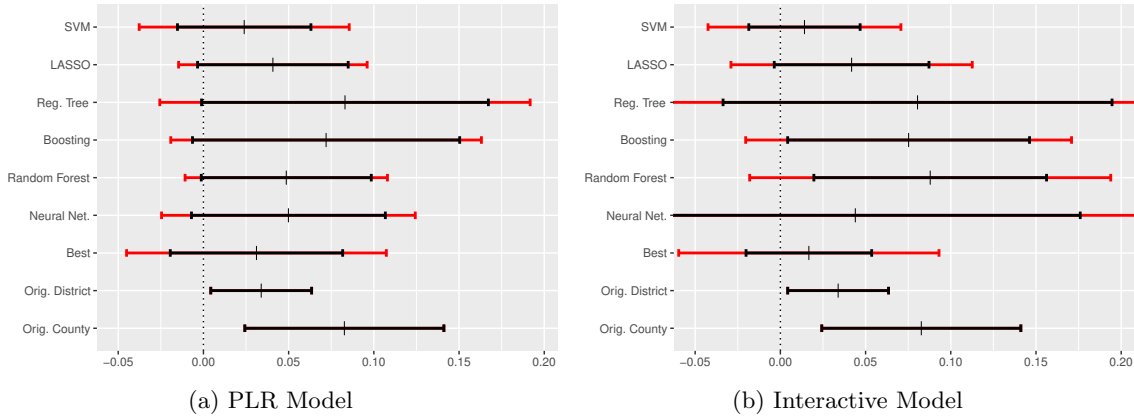 SVM
LASSO
Reg. Tree
Boosting
Random Forest
Neural Net.
Best
Orig. District
Orig. County
−0.05 0.00 0.05 0.10 0.15 0.20
(a) PLR Model
SVM
LASSO
Reg. Tree
Boosting
Random Forest
Neural Net.
Best
Orig. District
Orig. County
−0.05 0.00 0.05 0.10 0.15 0.20
(b) Interactive Model